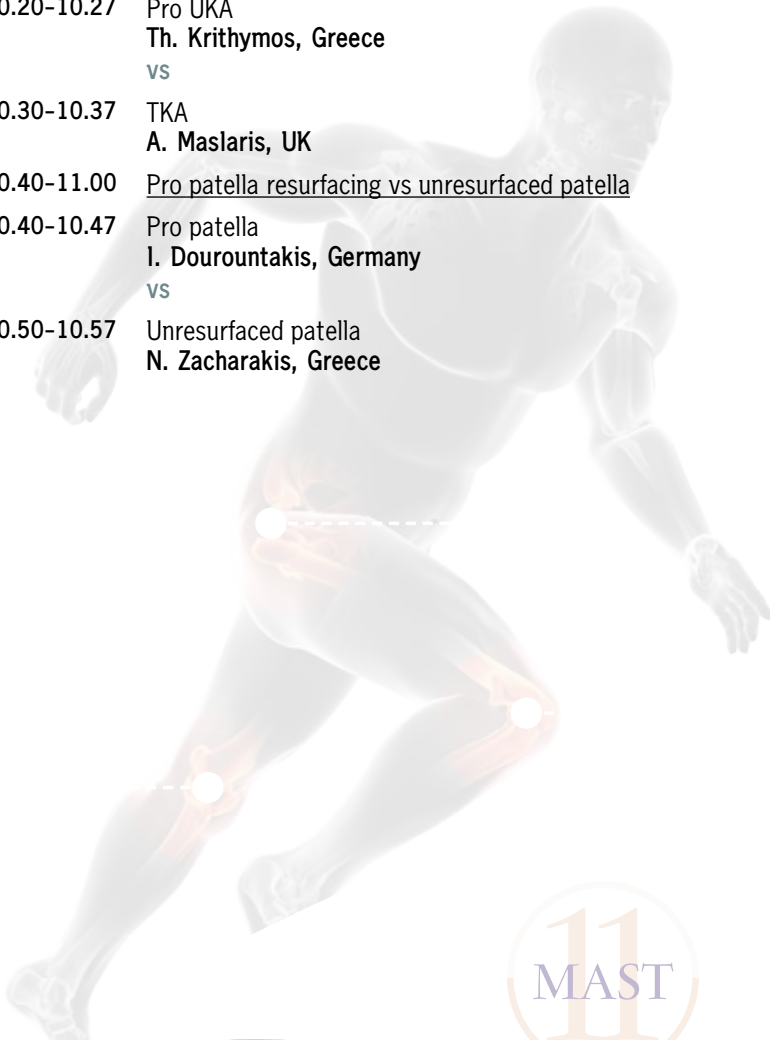 0.20–10.27 Pro UKA
Th. Krithymos, Greece
vs
0.30–10.37 TKA
A. Maslaris, UK
0.40–11.00 Pro patella resurfacing vs unresurfaced patella
0.40–10.47 Pro patella
I. Dourountakis, Germany
vs
0.50–10.57 Unresurfaced patella
N. Zacharakis, Greece
11
MAST